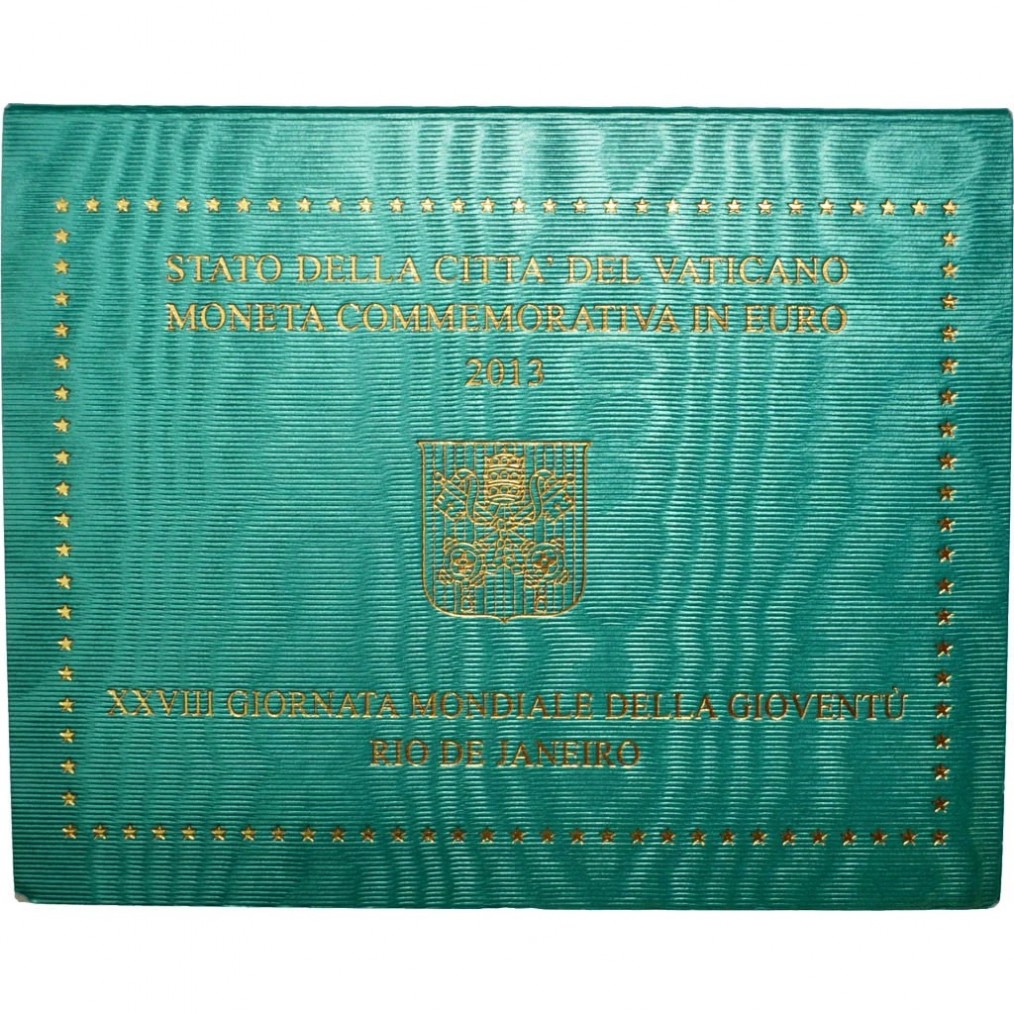 STATO DELLA CITTA' DEL VATICANO
MONETA COMMEMORATIVA IN EURO
2013
XXVIII GIORNATA MONDIALE DELLA GIOVENTÙ
RIO DE JANEIRO